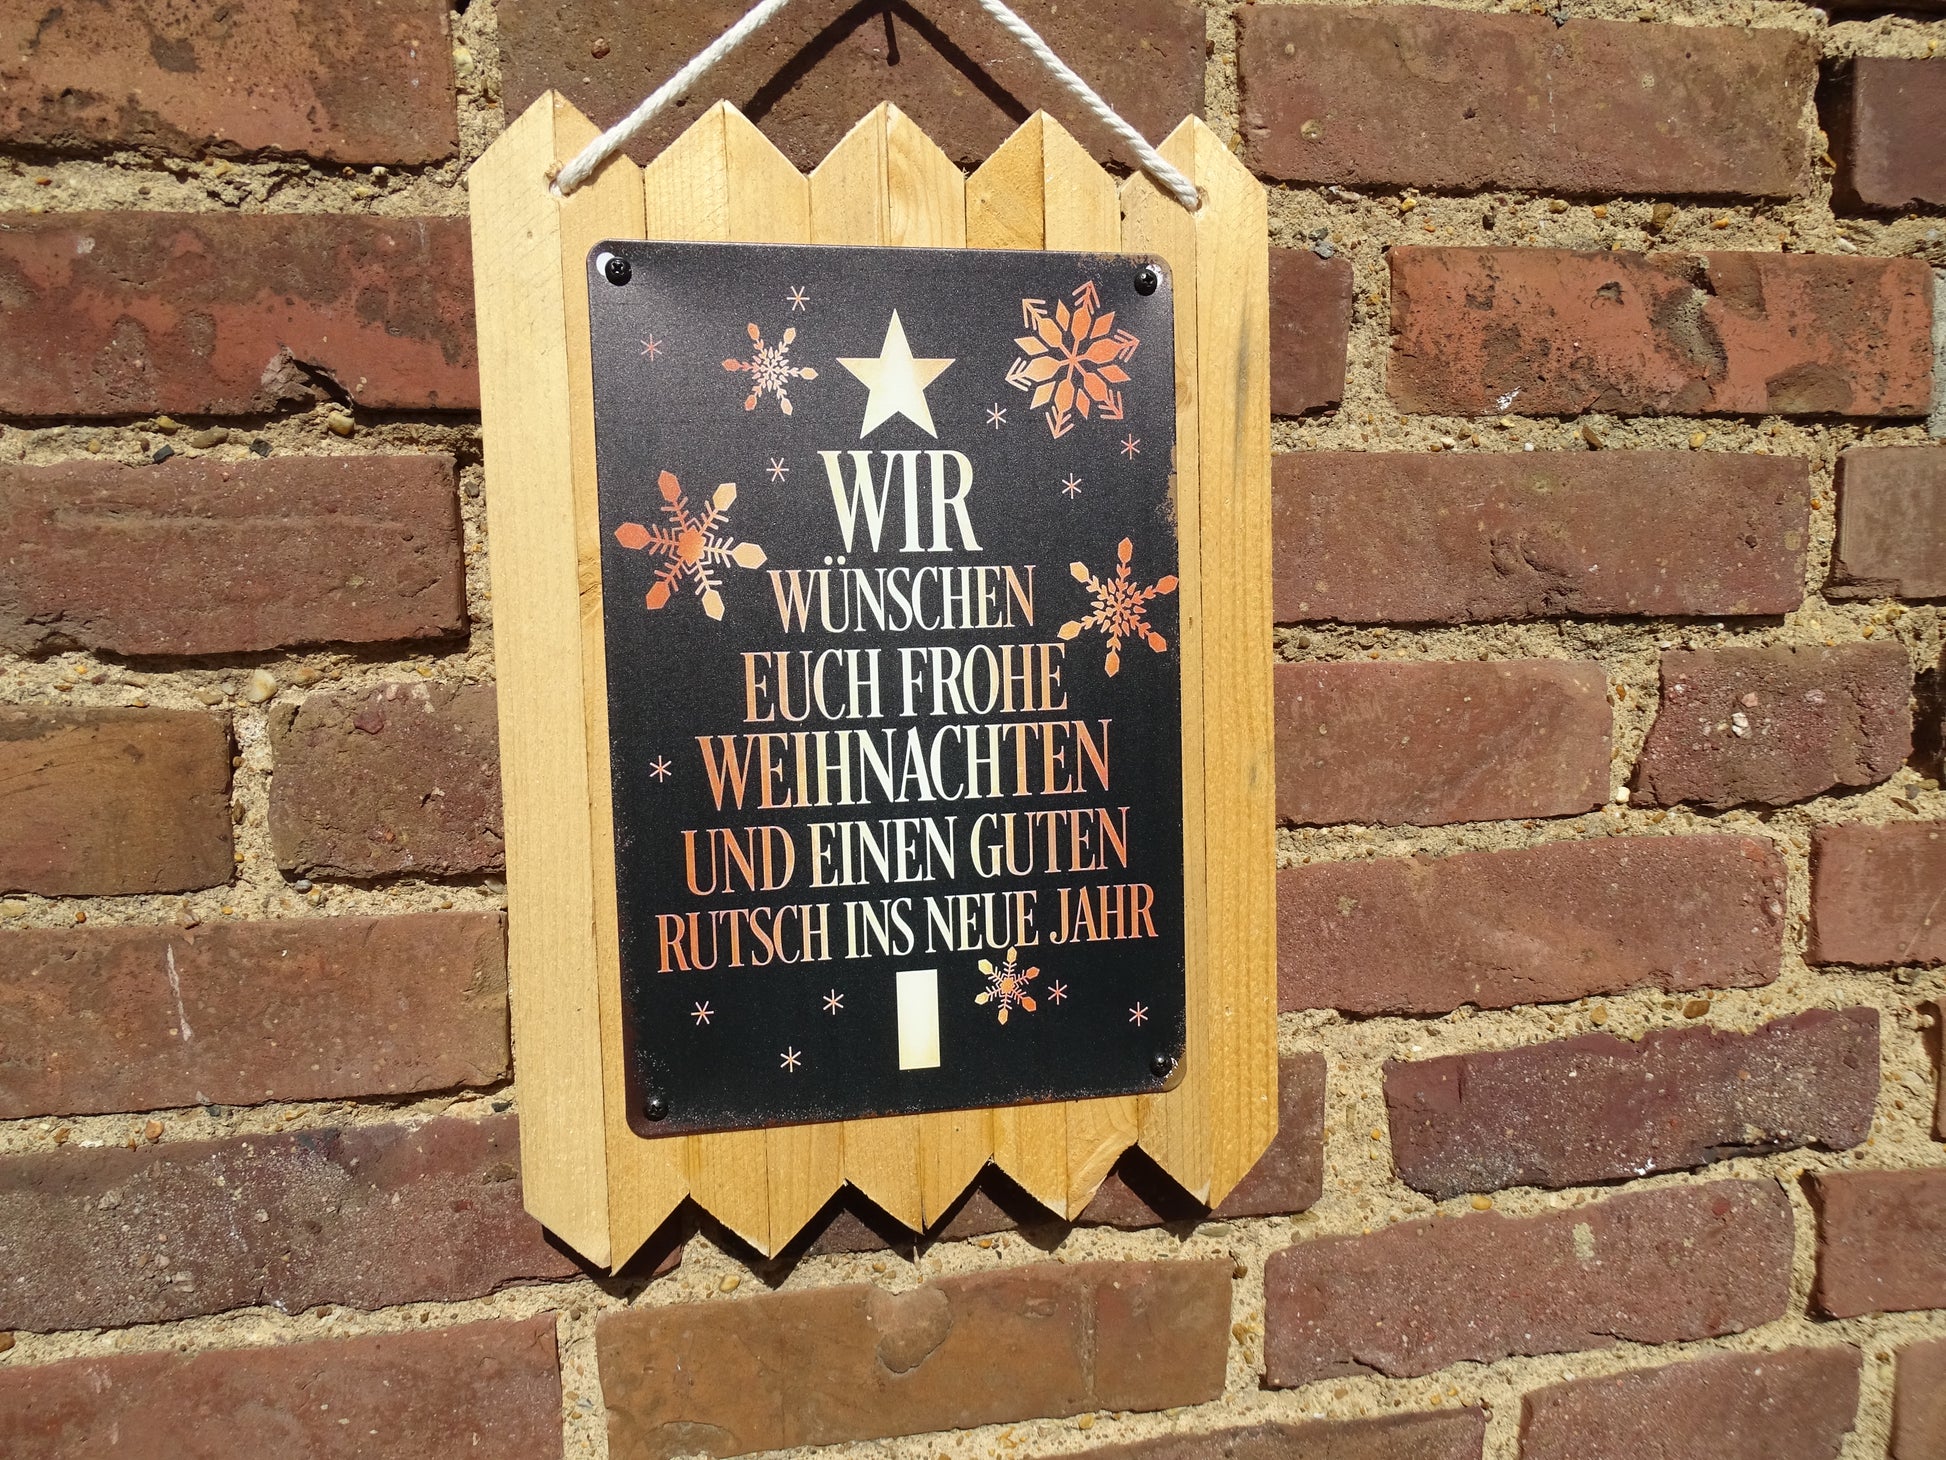 WIR
WÜNSCHEN
EUCH FROHE
WEIHNACHTEN
UND EINEN GUTEN
RUTSCH INS NEUE JAHR